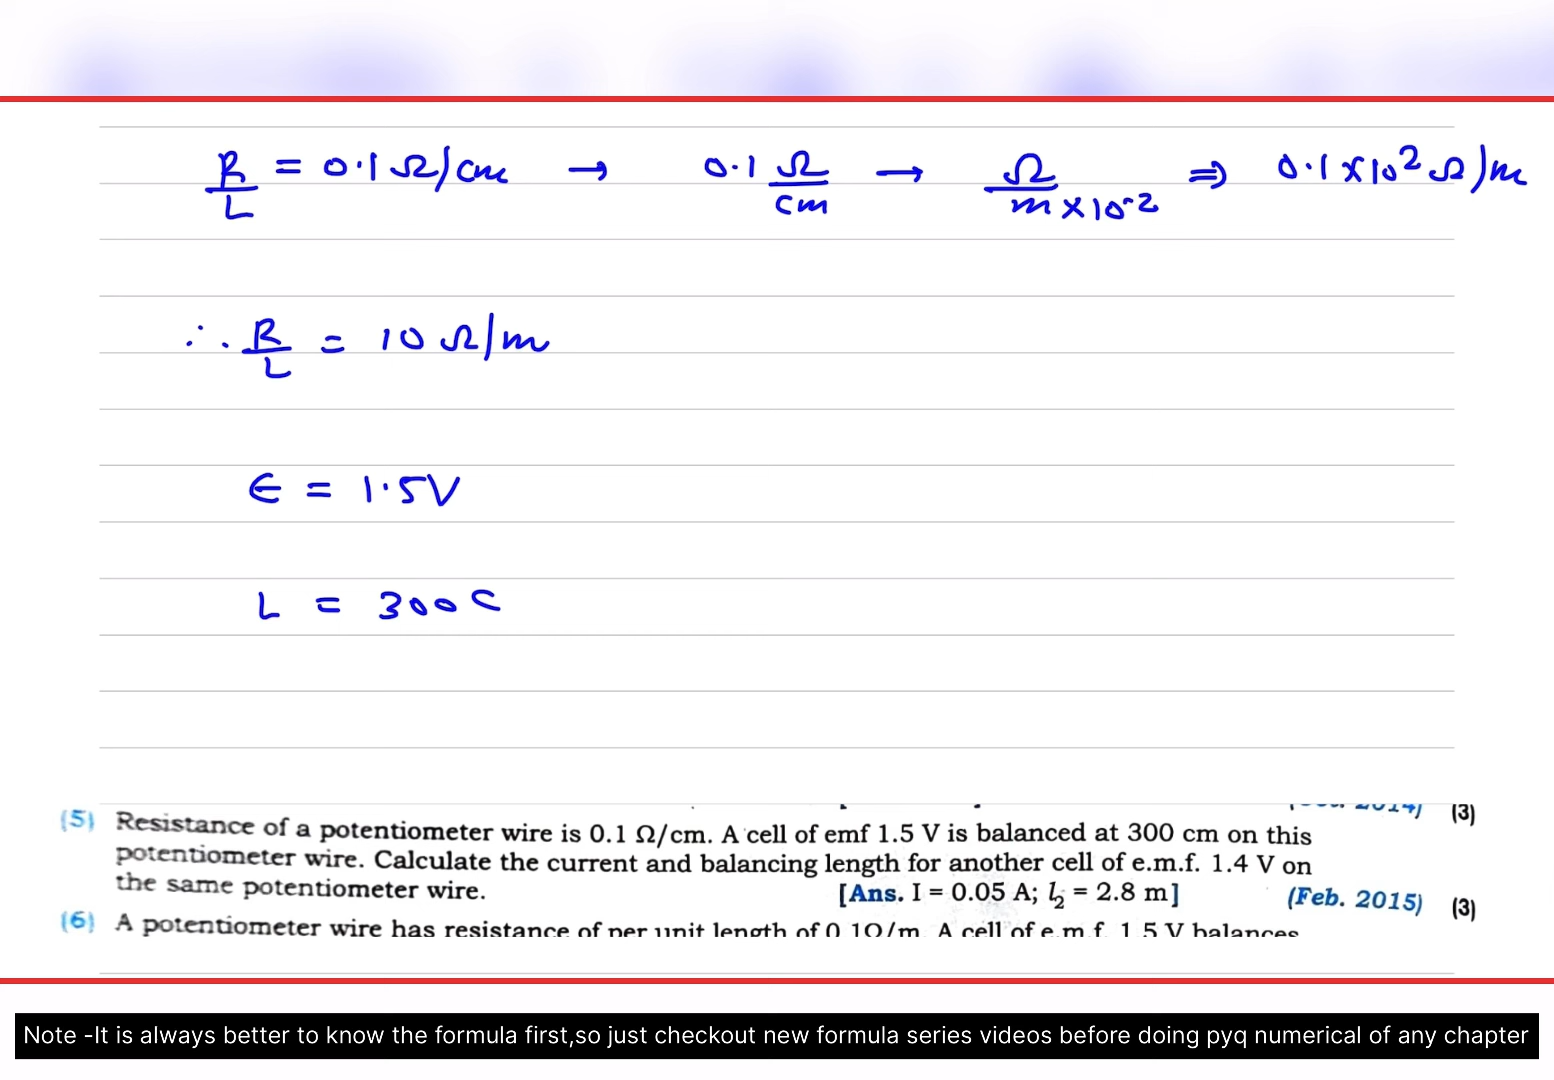 R/L = 0.1Ω/cm → 0.1 Ω/cm → Ω/m×10-2 ⇒ 0.1×10² Ω/m
∴ R/L = 10 Ω/m
ϵ = 1.5V
L = 300 c
2014) (3)
(5) Resistance of a potentiometer wire is 0.1 Ω/cm. A cell of emf 1.5 V is balanced at 300 cm on this
potentiometer wire. Calculate the current and balancing length for another cell of e.m.f. 1.4 V on
the same potentiometer wire. [Ans. I = 0.05 A; l₂ = 2.8 m] (Feb. 2015) (3)
(6) A potentiometer wire has resistance of per unit length of 0.1Ω/m. A cell of e.m.f. 1.5 V balances
Note -It is always better to know the formula first,so just checkout new formula series videos before doing pyq numerical of any chapter